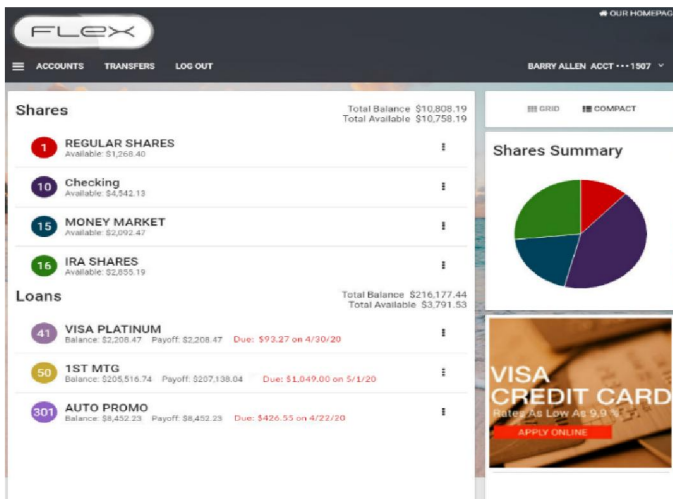 OUR HOMEPAG
FLEX
ACCOUNTS TRANSFERS LOG OUT
BARRY ALLEN ACCT ··· 1507
Shares
Total Balance $10,808.19
Total Available $10,758.19
1 REGULAR SHARES
Available: $1,268.40
10 Checking
Available: $4,542.13
15 MONEY MARKET
Available: $2,092.47
16 IRA SHARES
Available: $2,855.19
Loans
Total Balance $216,177.44
Total Available $3,791.53
41 VISA PLATINUM
Balance: $2,208.47 Payoff: $2,208.47 Due: $93.27 on 4/30/20
50 1ST MTG
Balance: $205,516.74 Payoff: $207,138.04 Due: $1,049.00 on 5/1/20
301 AUTO PROMO
Balance: $8,452.23 Payoff: $8,452.23 Due: $426.55 on 4/22/20
GRID COMPACT
Shares Summary
VISA
CREDIT CARD
Rates As Low As 9.9 %
APPLY ONLINE